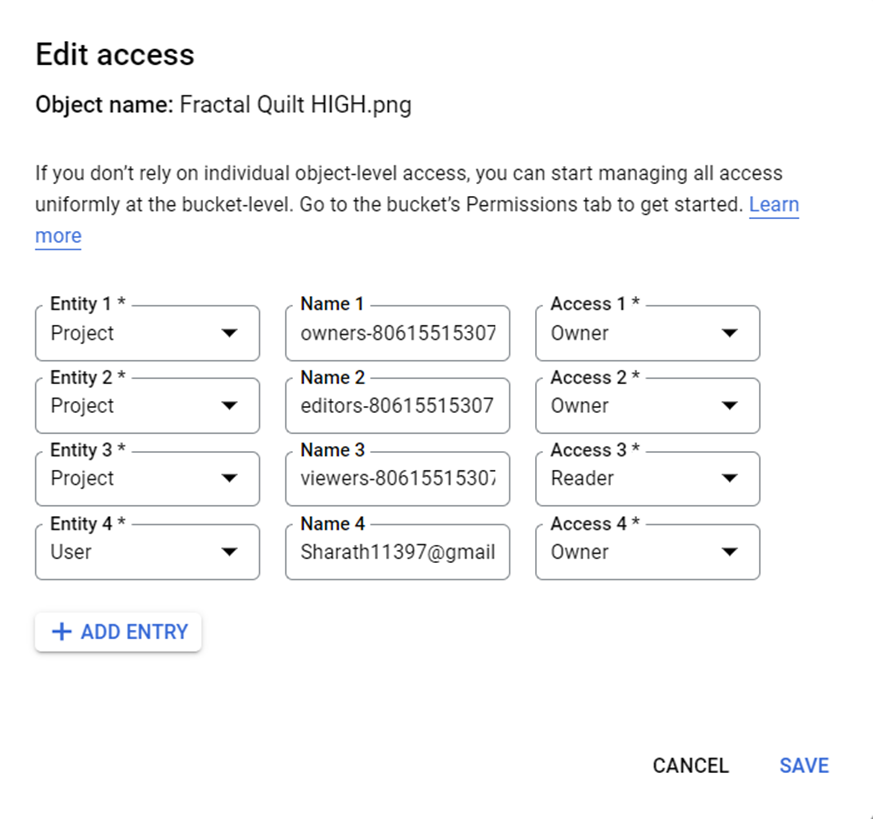 Edit access
Object name: Fractal Quilt HIGH.png
If you don't rely on individual object-level access, you can start managing all access
uniformly at the bucket-level. Go to the bucket's Permissions tab to get started. Learn
more
Entity 1 * Name 1 Access 1 *
Project owners-80615515307 Owner
Entity 2 * Name 2 Access 2 *
Project editors-80615515307 Owner
Entity 3 * Name 3 Access 3 *
Project viewers-80615515307 Reader
Entity 4 * Name 4 Access 4 *
User Sharath11397@gmail Owner
+ ADD ENTRY
CANCEL SAVE